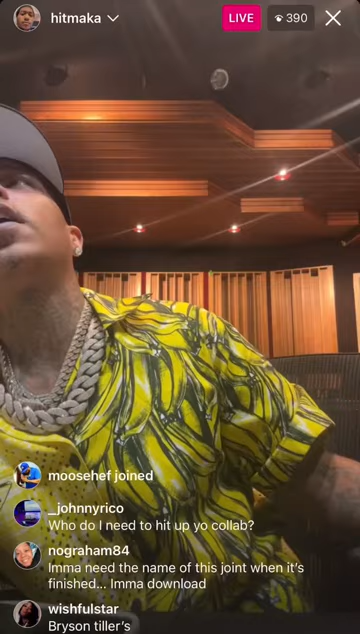 hitmaka
LIVE
390
moosehef joined
_johnnyrico
Who do I need to hit up yo collab?
nograham84
Imma need the name of this joint when it's
finished... Imma download
wishfulstar
Bryson tiller's